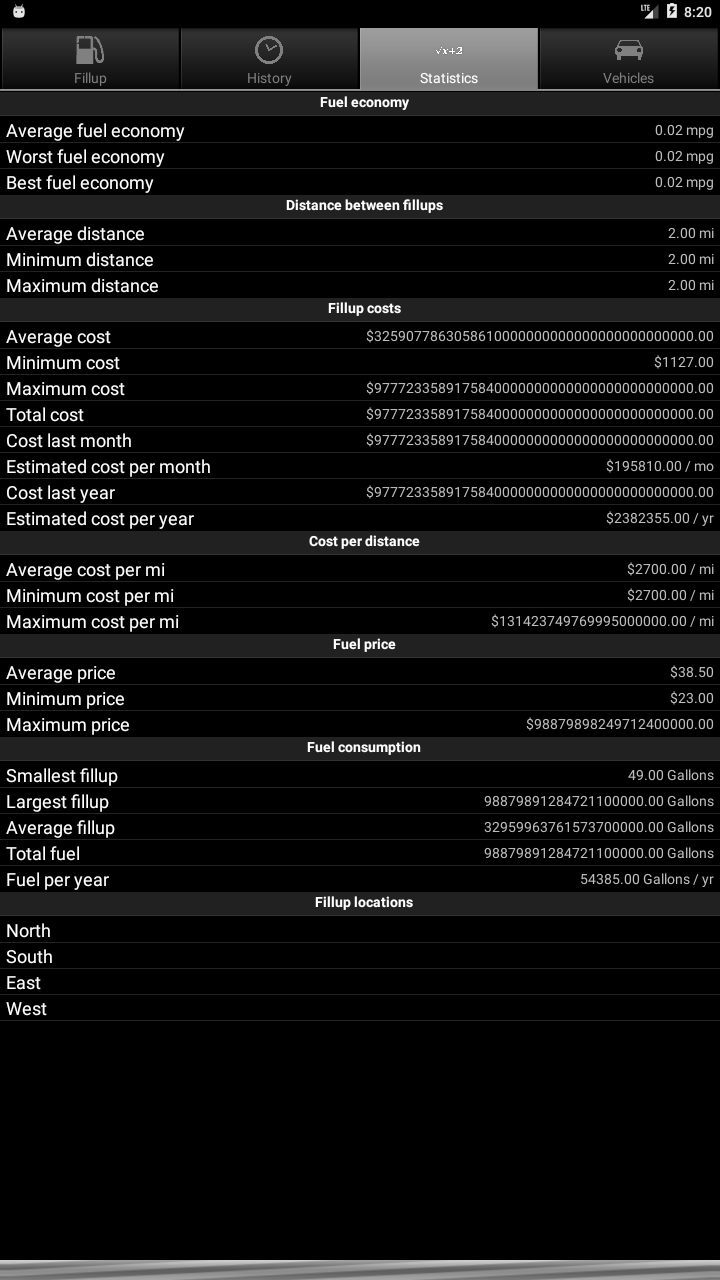 LTE 8:20
√x+2
Fillup History Statistics Vehicles
Fuel economy
Average fuel economy 0.02 mpg
Worst fuel economy 0.02 mpg
Best fuel economy 0.02 mpg
Distance between fillups
Average distance 2.00 mi
Minimum distance 2.00 mi
Maximum distance 2.00 mi
Fillup costs
Average cost $3259077863058610000000000000000000000000.00
Minimum cost $1127.00
Maximum cost $9777233589175840000000000000000000000000.00
Total cost $9777233589175840000000000000000000000000.00
Cost last month $9777233589175840000000000000000000000000.00
Estimated cost per month $195810.00 / mo
Cost last year $9777233589175840000000000000000000000000.00
Estimated cost per year $2382355.00 / yr
Cost per distance
Average cost per mi $2700.00 / mi
Minimum cost per mi $2700.00 / mi
Maximum cost per mi $131423749769995000000.00 / mi
Fuel price
Average price $38.50
Minimum price $23.00
Maximum price $98879898249712400000.00
Fuel consumption
Smallest fillup 49.00 Gallons
Largest fillup 98879891284721100000.00 Gallons
Average fillup 32959963761573700000.00 Gallons
Total fuel 98879891284721100000.00 Gallons
Fuel per year 54385.00 Gallons / yr
Fillup locations
North
South
East
West